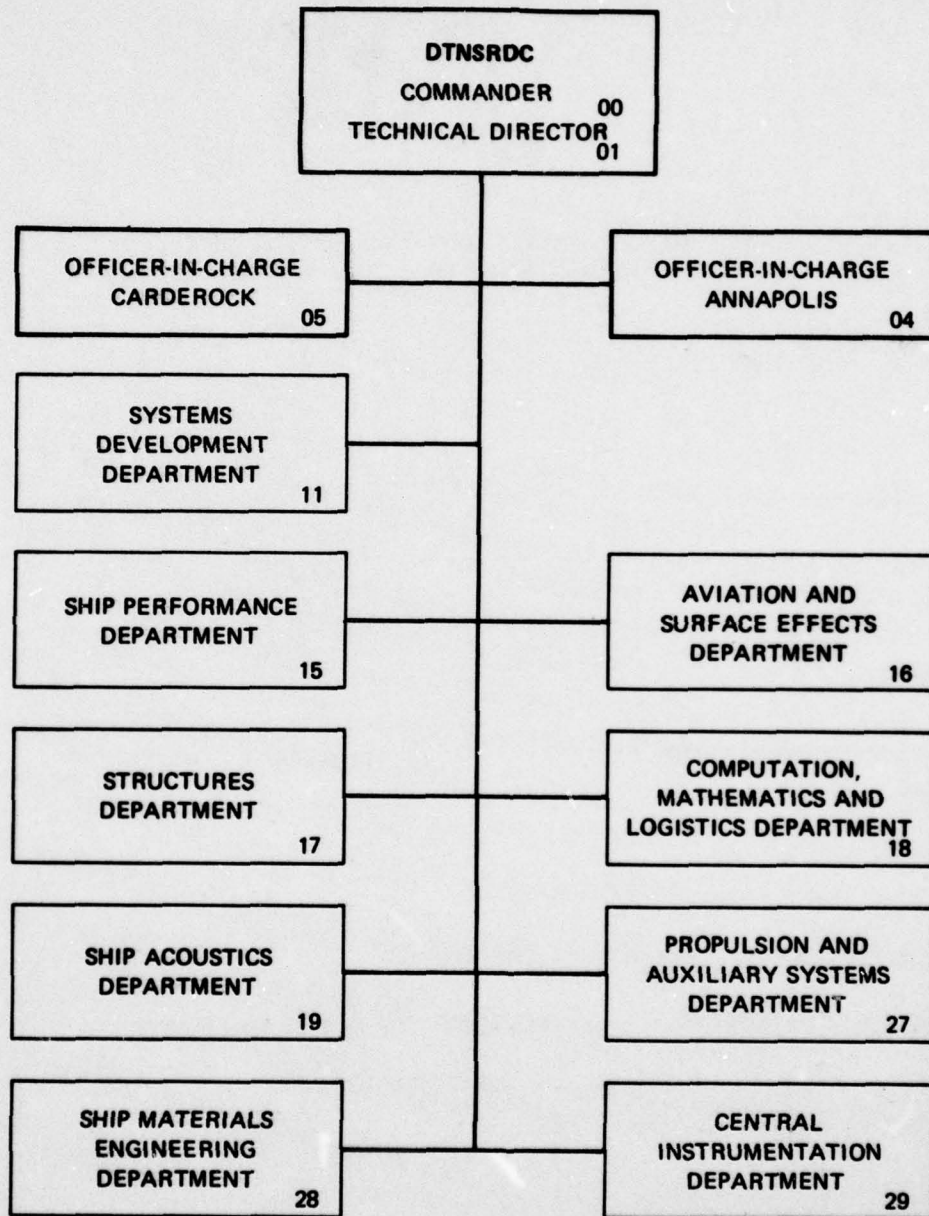 DTNSRDC
COMMANDER
00
TECHNICAL DIRECTOR
01
OFFICER-IN-CHARGE
CARDEROCK
05
OFFICER-IN-CHARGE
ANNAPOLIS
04
SYSTEMS
DEVELOPMENT
DEPARTMENT
11
SHIP PERFORMANCE
DEPARTMENT
15
AVIATION AND
SURFACE EFFECTS
DEPARTMENT
16
STRUCTURES
DEPARTMENT
17
COMPUTATION,
MATHEMATICS AND
LOGISTICS DEPARTMENT
18
SHIP ACOUSTICS
DEPARTMENT
19
PROPULSION AND
AUXILIARY SYSTEMS
DEPARTMENT
27
SHIP MATERIALS
ENGINEERING
DEPARTMENT
28
CENTRAL
INSTRUMENTATION
DEPARTMENT
29